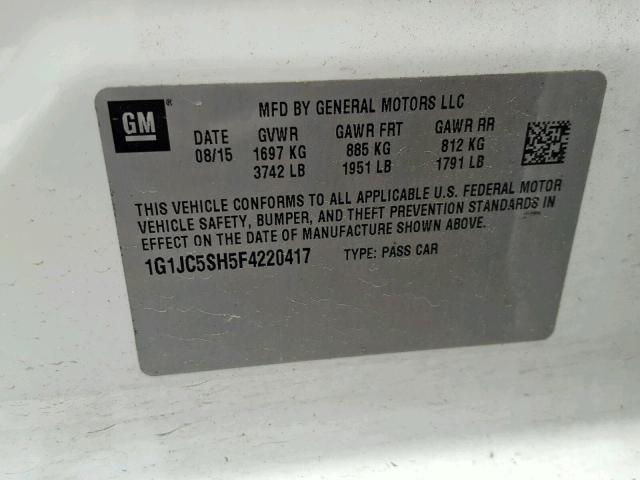 GM ® MFD BY GENERAL MOTORS LLC
DATE GVWR GAWR FRT GAWR RR
08/15 1697 KG 885 KG 812 KG
3742 LB 1951 LB 1791 LB
THIS VEHICLE CONFORMS TO ALL APPLICABLE U.S. FEDERAL MOTOR
VEHICLE SAFETY, BUMPER, AND THEFT PREVENTION STANDARDS IN
EFFECT ON THE DATE OF MANUFACTURE SHOWN ABOVE.
1G1JC5SH5F4220417 TYPE: PASS CAR